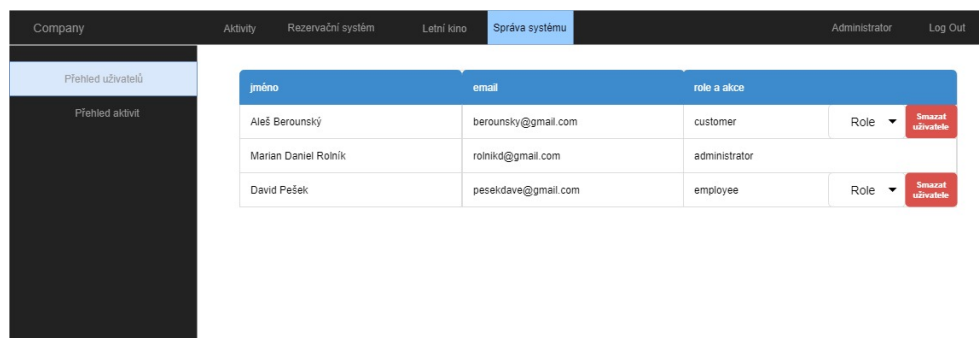 Company Aktivity Rezervační systém Letní kino Správa systému Administrator Log Out
Přehled uživatelů
Přehled aktivit
jméno email role a akce
Aleš Berounský berounsky@gmail.com customer Role Smazat
uživatele
Marian Daniel Rolník rolnikd@gmail.com administrator
David Pešek pesekdave@gmail.com employee Role Smazat
uživatele